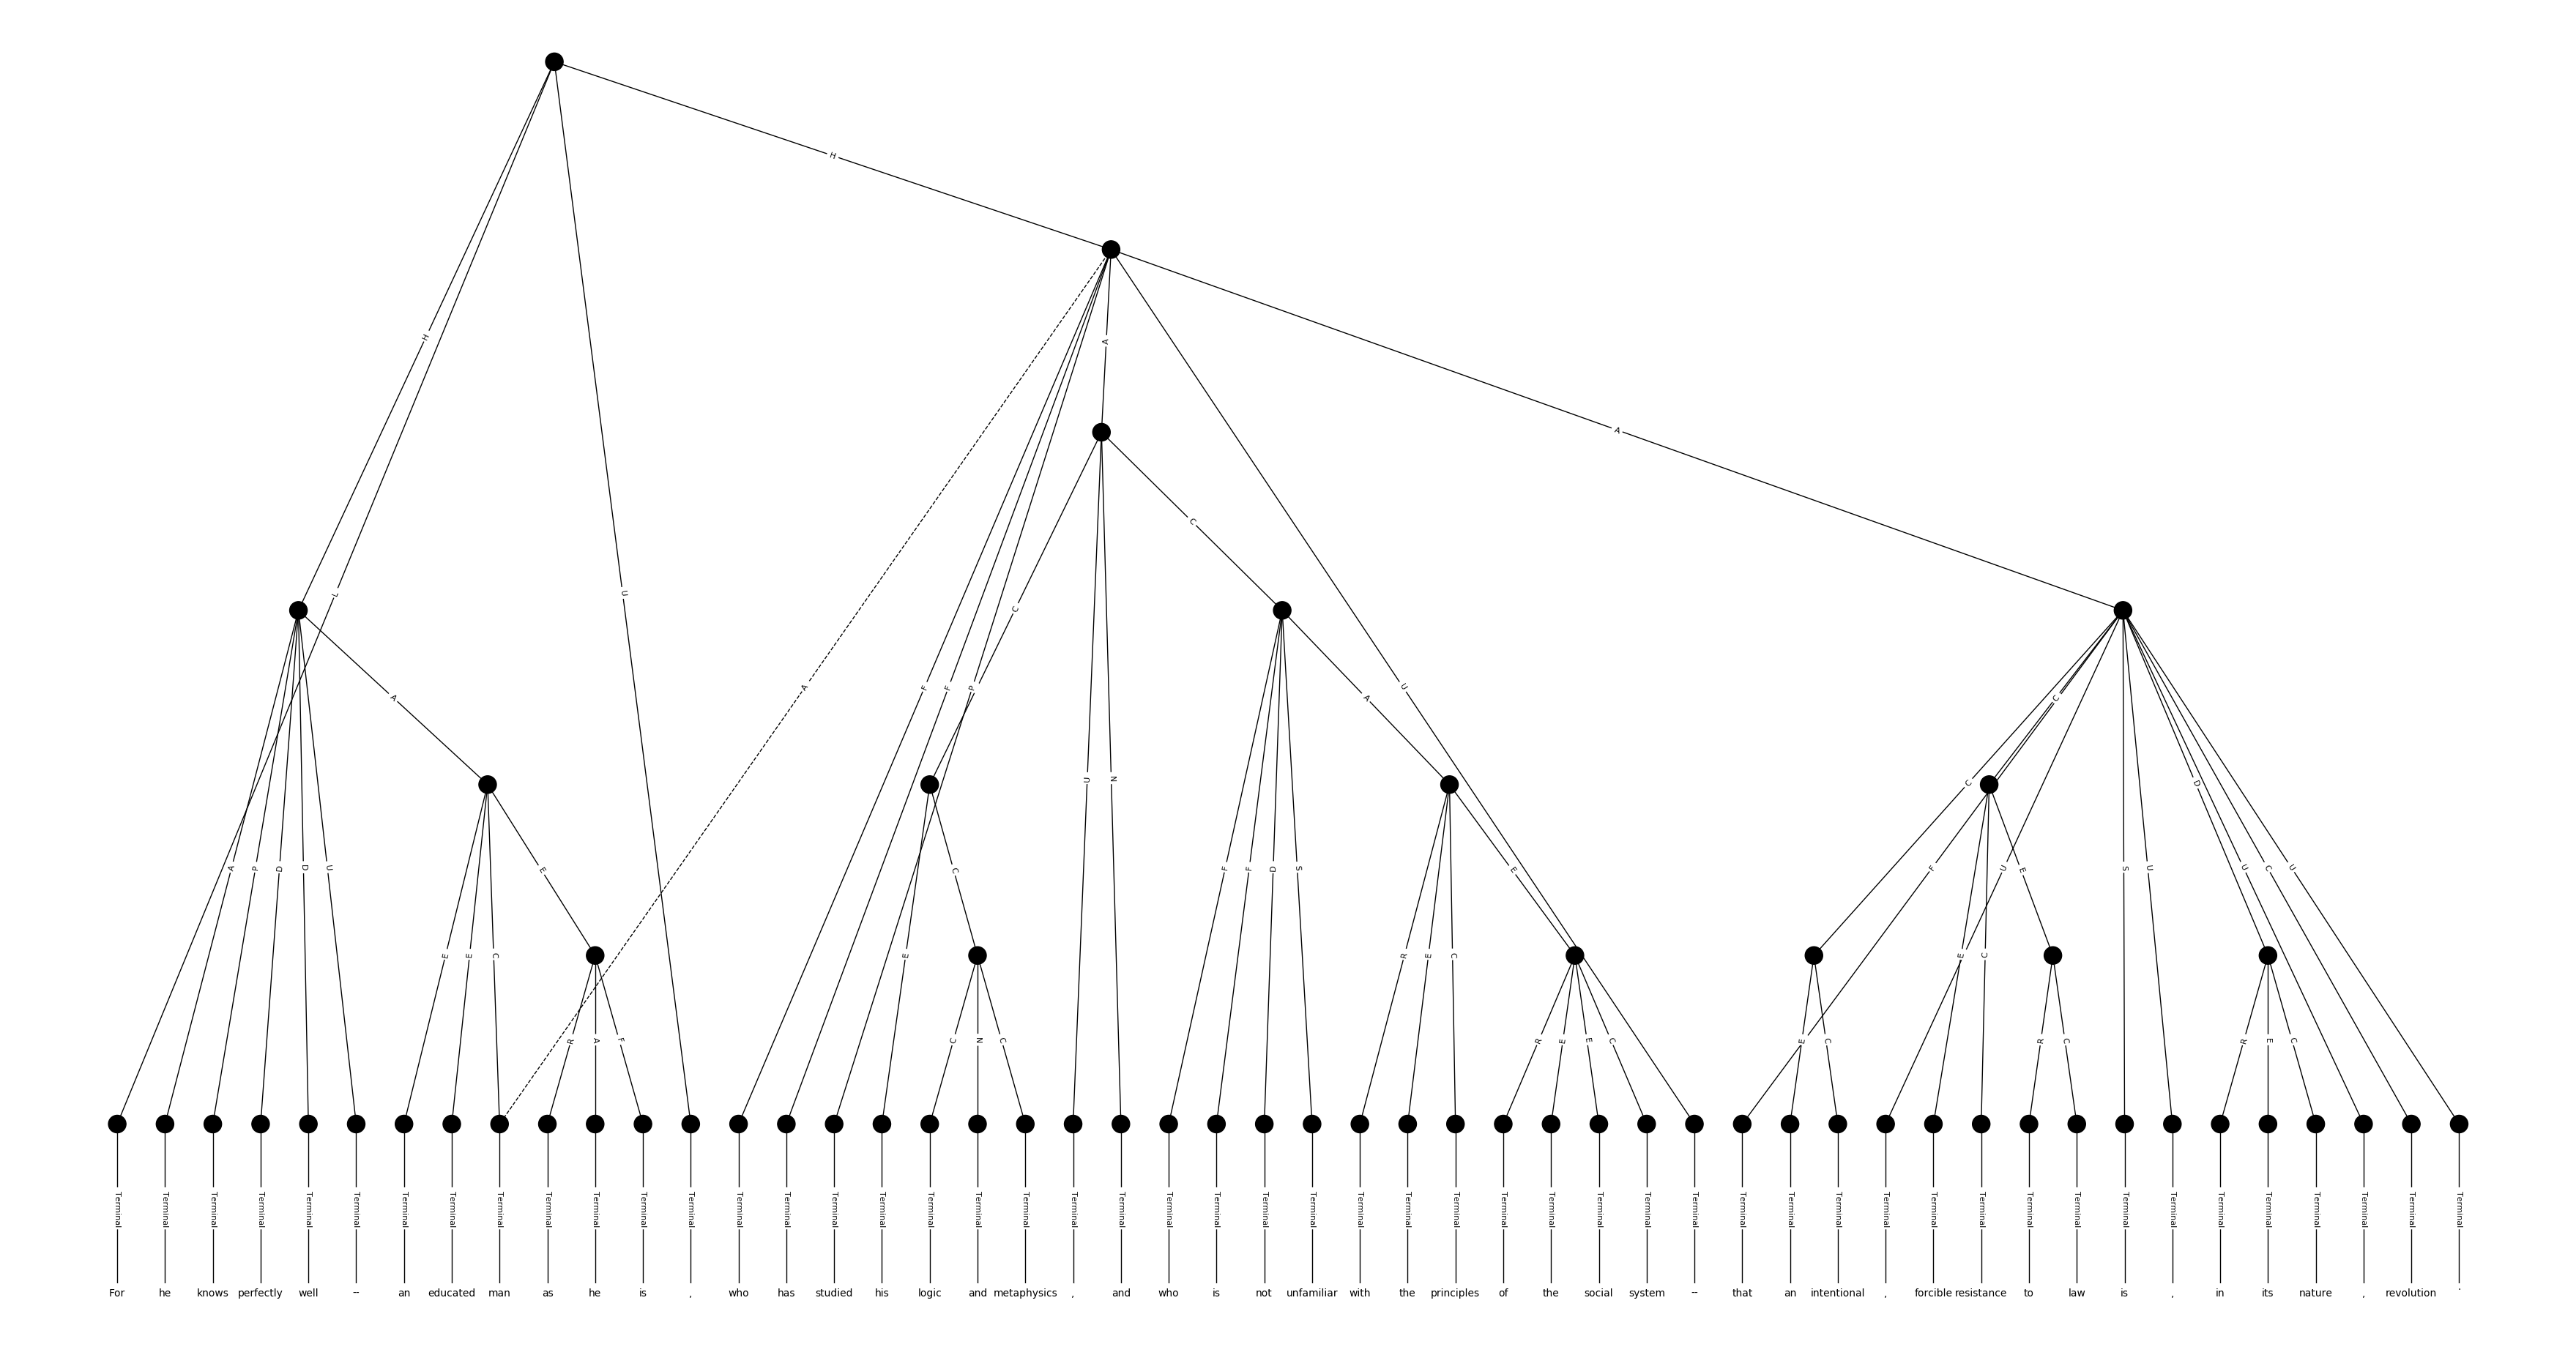 H
H
A
A
C
L
U
C
A
F
F
P
A
U
A
C
C
U
N
D
A
P
D
D
U
E
C
F
F
D
S
E
F
U
E
S
U
U
C
U
E
E
C
E
R
E
C
E
C
R
A
F
C
N
C
R
E
E
C
E
C
R
C
R
E
C
Terminal Terminal Terminal Terminal Terminal Terminal Terminal Terminal Terminal Terminal Terminal Terminal Terminal Terminal Terminal Terminal Terminal Terminal Terminal Terminal Terminal Terminal Terminal Terminal Terminal Terminal Terminal Terminal Terminal Terminal Terminal Terminal Terminal Terminal Terminal Terminal Terminal Terminal Terminal Terminal Terminal Terminal Terminal Terminal Terminal Terminal Terminal Terminal Terminal Terminal
For he knows perfectly well -- an educated man as he is , who has studied his logic and metaphysics , and who is not unfamiliar with the principles of the social system -- that an intentional , forcible resistance to law is , in its nature , revolution .